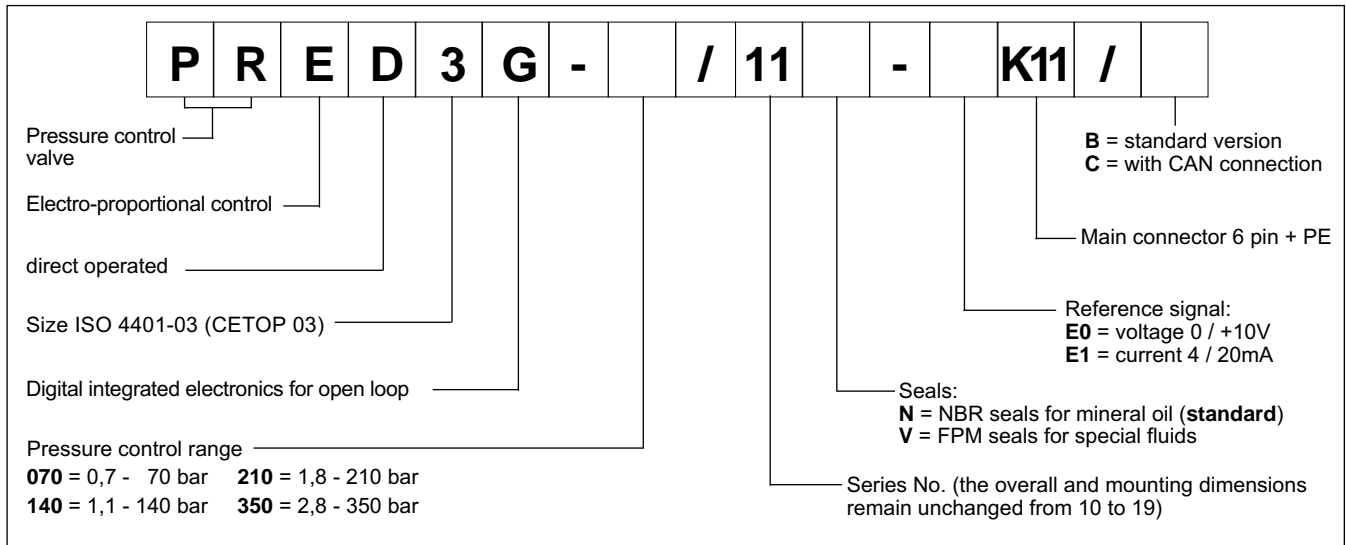 P R E D 3 G - / 11 - K11 /
Pressure control
valve
Electro-proportional control
direct operated
Size ISO 4401-03 (CETOP 03)
Digital integrated electronics for open loop
Pressure control range
070 = 0,7 - 70 bar 210 = 1,8 - 210 bar
140 = 1,1 - 140 bar 350 = 2,8 - 350 bar
B = standard version
C = with CAN connection
Main connector 6 pin + PE
Reference signal:
E0 = voltage 0 / +10V
E1 = current 4 / 20mA
Seals:
N = NBR seals for mineral oil (standard)
V = FPM seals for special fluids
Series No. (the overall and mounting dimensions
remain unchanged from 10 to 19)